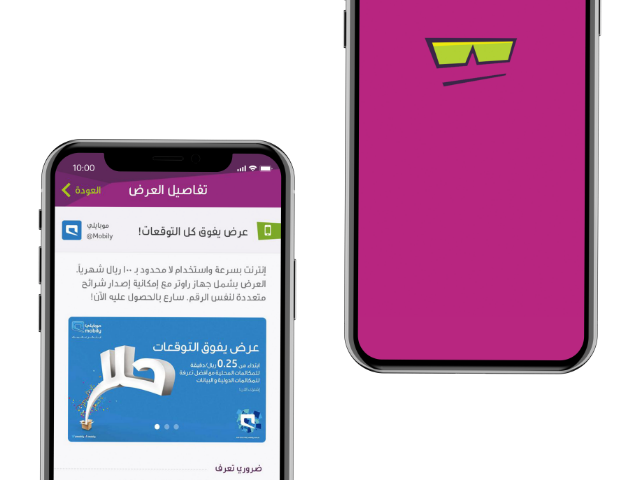 10:00
تفاصيل العرض
العودة
عرض يفوق كل التوقعات!
موبايلي
@Mobily
إنترنت بسرعة واستخدام لا محدود بـ ١٠٠ ريال شهرياً.
العرض يشمل جهاز راوتر مع إمكانية إصدار شرائح
متعددة لنفس الرقم. سارع بالحصول عليه الآن!
موبايلي
mobily
عرض يفوق التوقعات
ابتداء من 0.25 ريال/دقيقة
للمكالمات المحلية مع أفضل تعرفة
للمكالمات الدولية والبيانات
ضروري تعرف